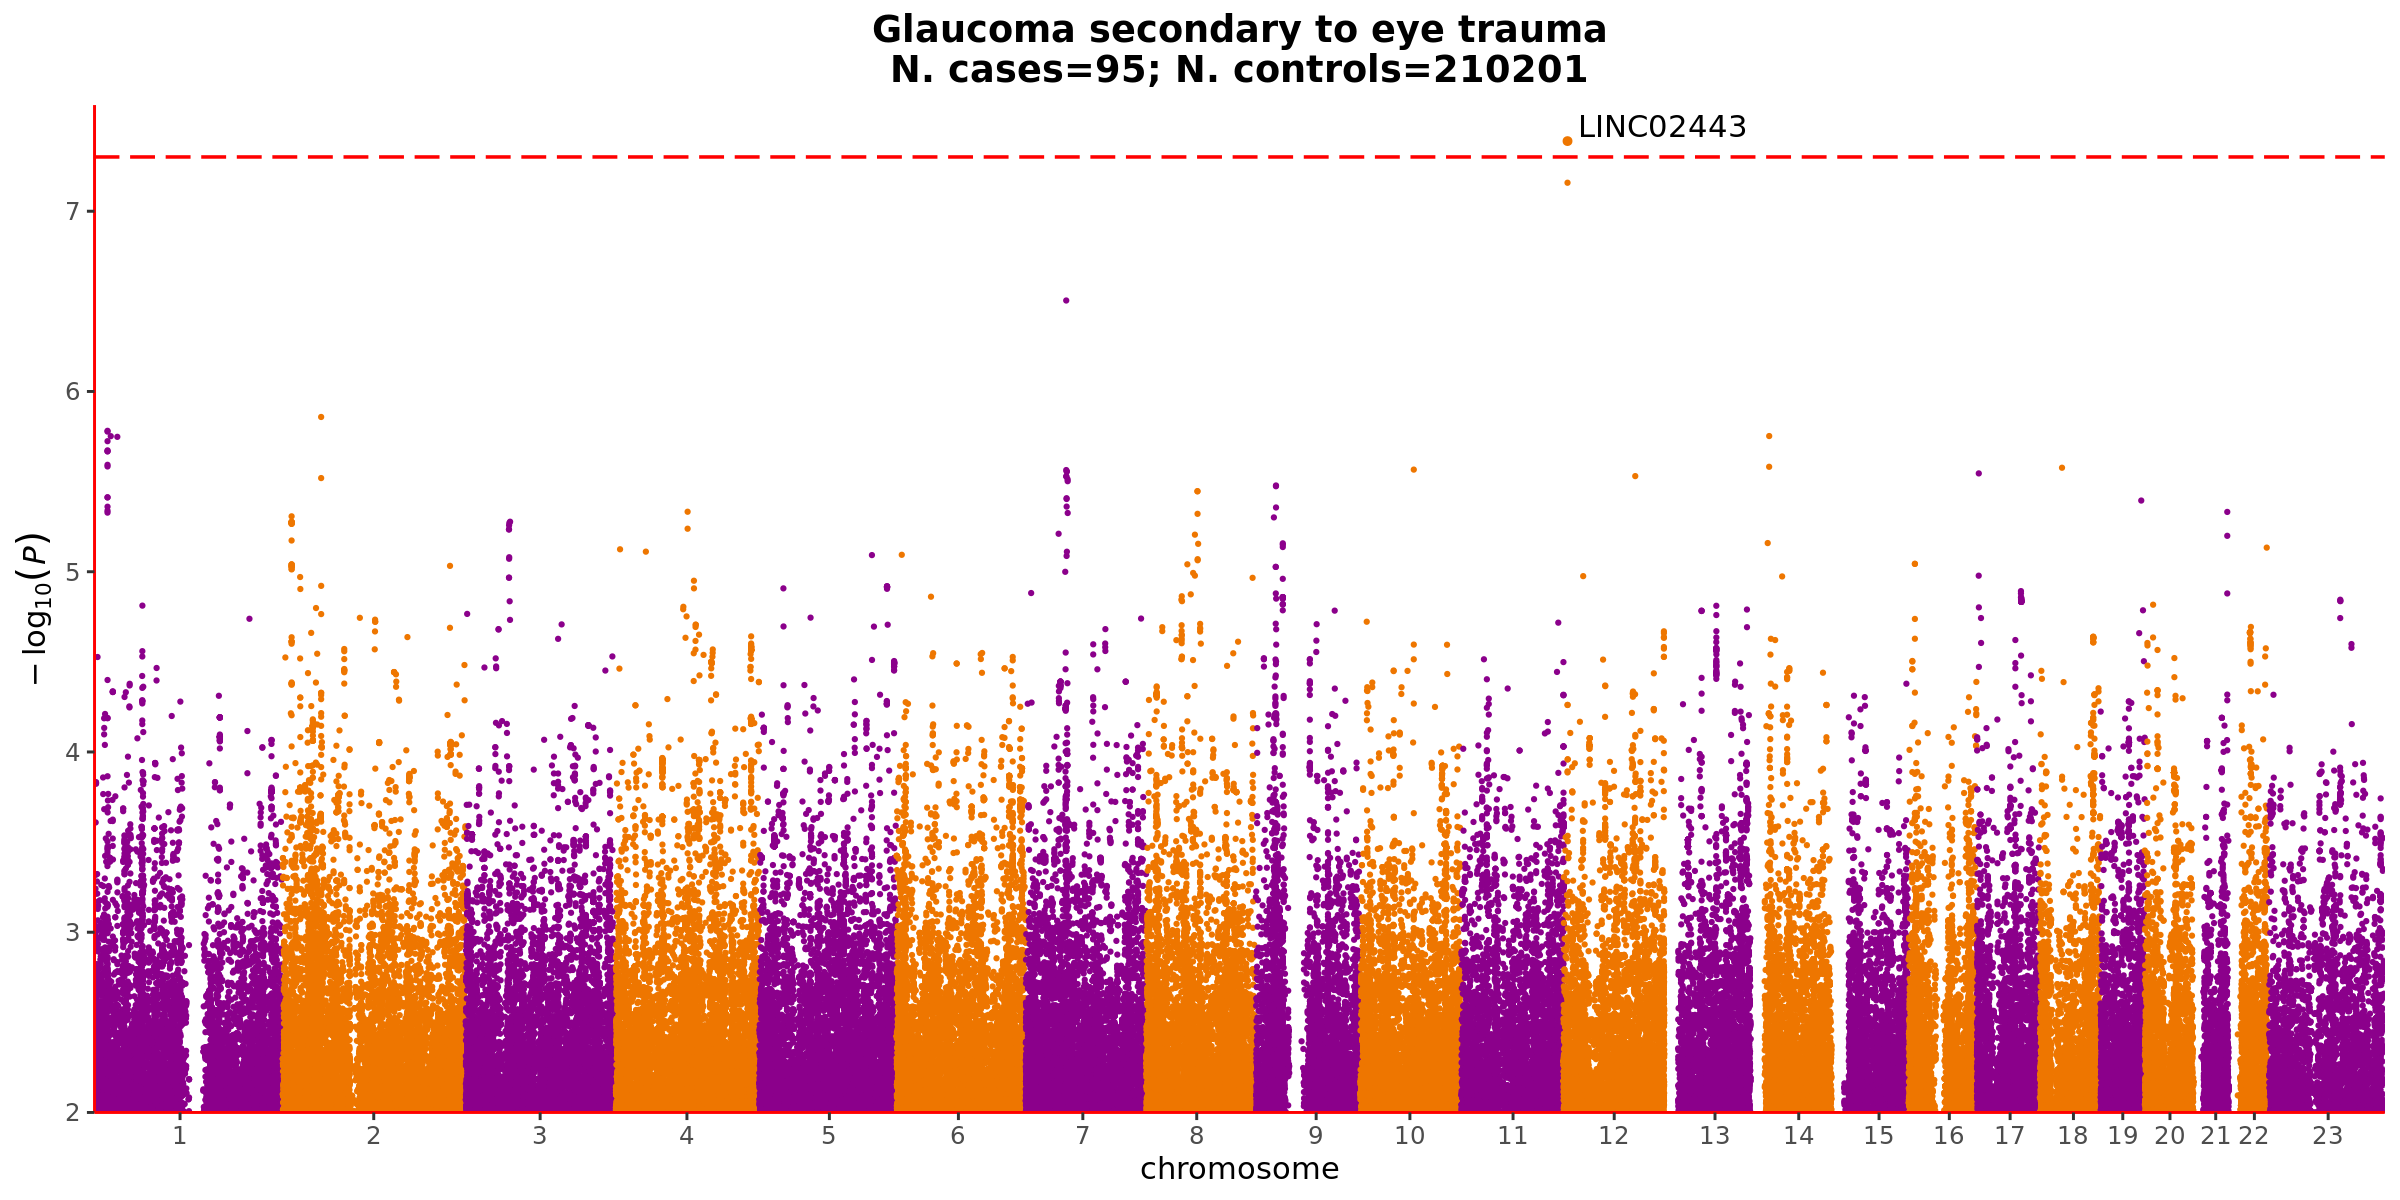 Glaucoma secondary to eye trauma
N. cases=95; N. controls=210201
LINC02443
7
6
5
4
3
2
− log10(P)
1 2 3 4 5 6 7 8 9 10 11 12 13 14 15 16 17 18 19 20 21 22 23
chromosome